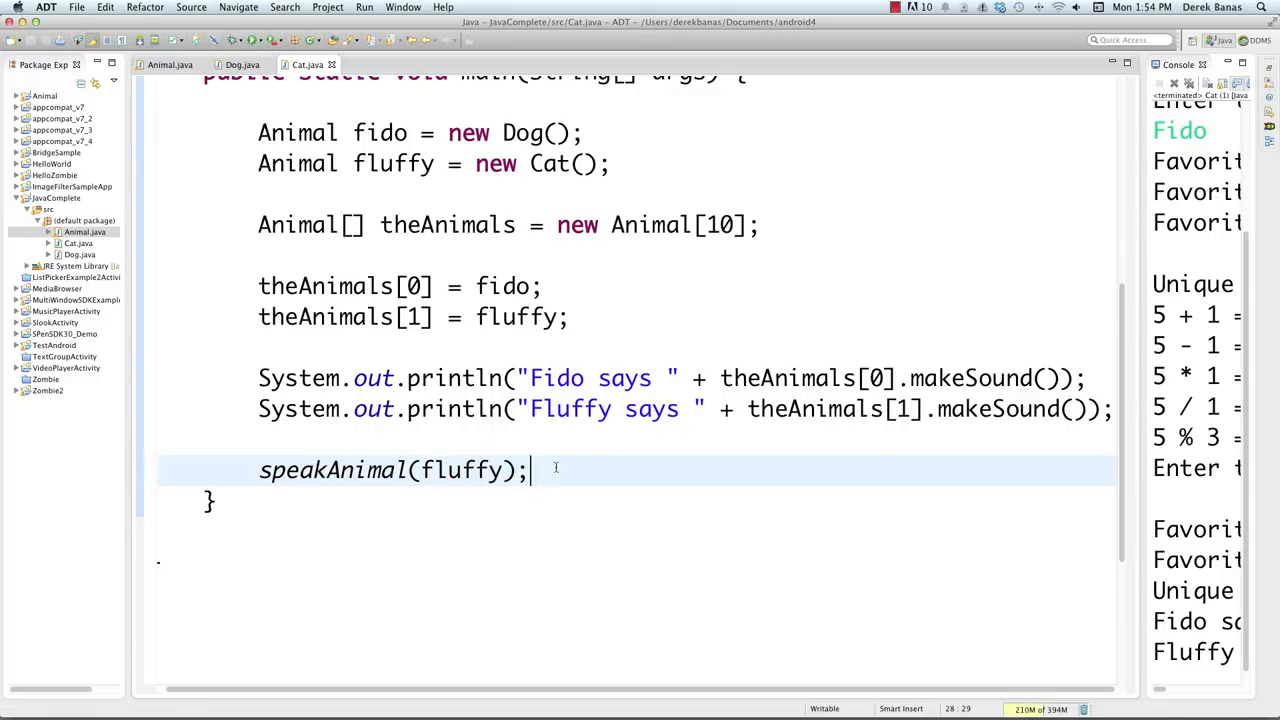 ADT File Edit Refactor Source Navigate Search Project Run Window Help 10 Mon 1:54 PM Derek Banas
Java - JavaComplete/src/Cat.java - ADT - /Users/derekbanas/Documents/android4
Quick Access Java DDMS
Package Exp
Animal.java Dog.java Cat.java
Console
<terminated> Cat (1) [Java
Animal
appcompat_v7
appcompat_v7_2
appcompat_v7_3
appcompat_v7_4
BridgeSample
HelloWorld
HelloZombie
ImageFilterSampleApp
JavaComplete
src
(default package)
Animal.java
Cat.java
Dog.java
JRE System Library [Ja
ListPickerExample2Activi
MediaBrowser
MultiWindowSDKExample
MusicPlayerActivity
SlookActivity
SPenSDK30_Demo
TestAndroid
TextGroupActivity
VideoPlayerActivity
Zombie
Zombie2
public static void main(String[] args) {
Animal fido = new Dog();
Animal fluffy = new Cat();
Animal[] theAnimals = new Animal[10];
theAnimals[0] = fido;
theAnimals[1] = fluffy;
System.out.println("Fido says " + theAnimals[0].makeSound());
System.out.println("Fluffy says " + theAnimals[1].makeSound());
speakAnimal(fluffy);
}
Enter t
Fido
Favorit
Favorit
Favorit
Unique
5 + 1 =
5 - 1 =
5 * 1 =
5 / 1 =
5 % 3 =
Enter t
Favorit
Favorit
Unique
Fido sa
Fluffy
Writable Smart Insert 28 : 29 210M of 394M